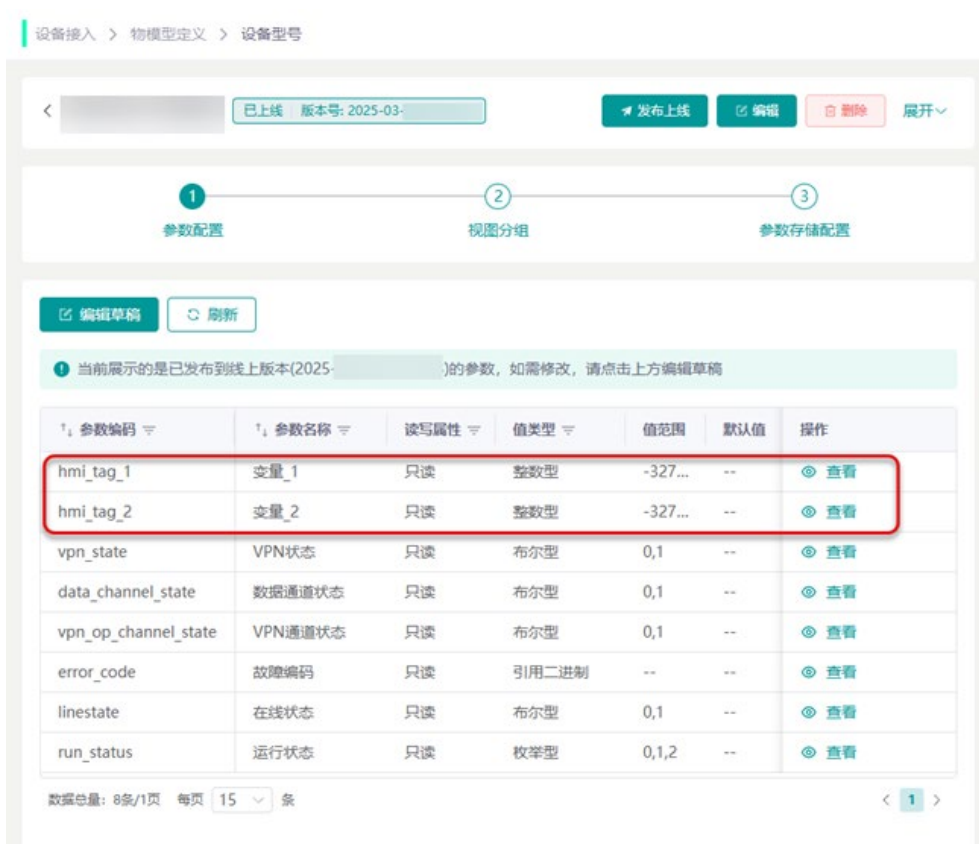 设备接入 > 物模型定义 > 设备型号
已上线 版本号: 2025-03- 发布上线 编辑 删除 展开
1 2 3
参数配置 视图分组 参数存储配置
编辑草稿 刷新
当前展示的是已发布到线上版本(2025- )的参数，如需修改，请点击上方编辑草稿
参数编码 参数名称 读写属性 值类型 值范围 默认值 操作
hmi_tag_1 变量_1 只读 整数型 -327... -- 查看
hmi_tag_2 变量_2 只读 整数型 -327... -- 查看
vpn_state VPN状态 只读 布尔型 0,1 -- 查看
data_channel_state 数据通道状态 只读 布尔型 0,1 -- 查看
vpn_op_channel_state VPN通道状态 只读 布尔型 0,1 -- 查看
error_code 故障编码 只读 引用二进制 -- -- 查看
linestate 在线状态 只读 布尔型 0,1 -- 查看
run_status 运行状态 只读 枚举型 0,1,2 -- 查看
数据总量: 8条/1页 每页 15 条 < 1 >